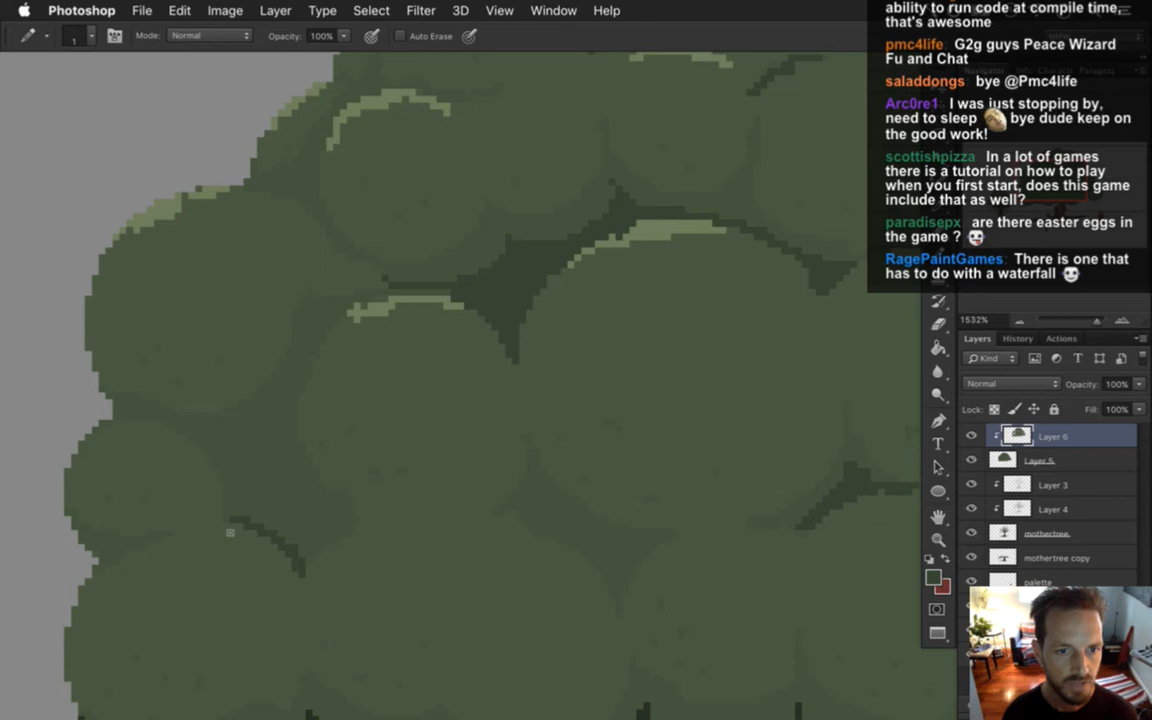 Photoshop File Edit Image Layer Type Select Filter 3D View Window Help
1 Mode: Normal Opacity: 100% Auto Erase
ability to run code at compile time,
that's awesome
pmc4life G2g guys Peace Wizard
Fu and Chat
saladdongs bye @Pmc4life
Arc0re1 I was just stopping by,
need to sleep bye dude keep on
the good work!
scottishpizza In a lot of games
there is a tutorial on how to play
when you first start, does this game
include that as well?
paradisepx are there easter eggs in
the game ?
RagePaintGames There is one that
has to do with a waterfall
1532%
Layers History Actions
Kind
Normal Opacity: 100%
Lock: Fill: 100%
Layer 6
Layer 5
Layer 3
Layer 4
mothertree
mothertree copy
palette